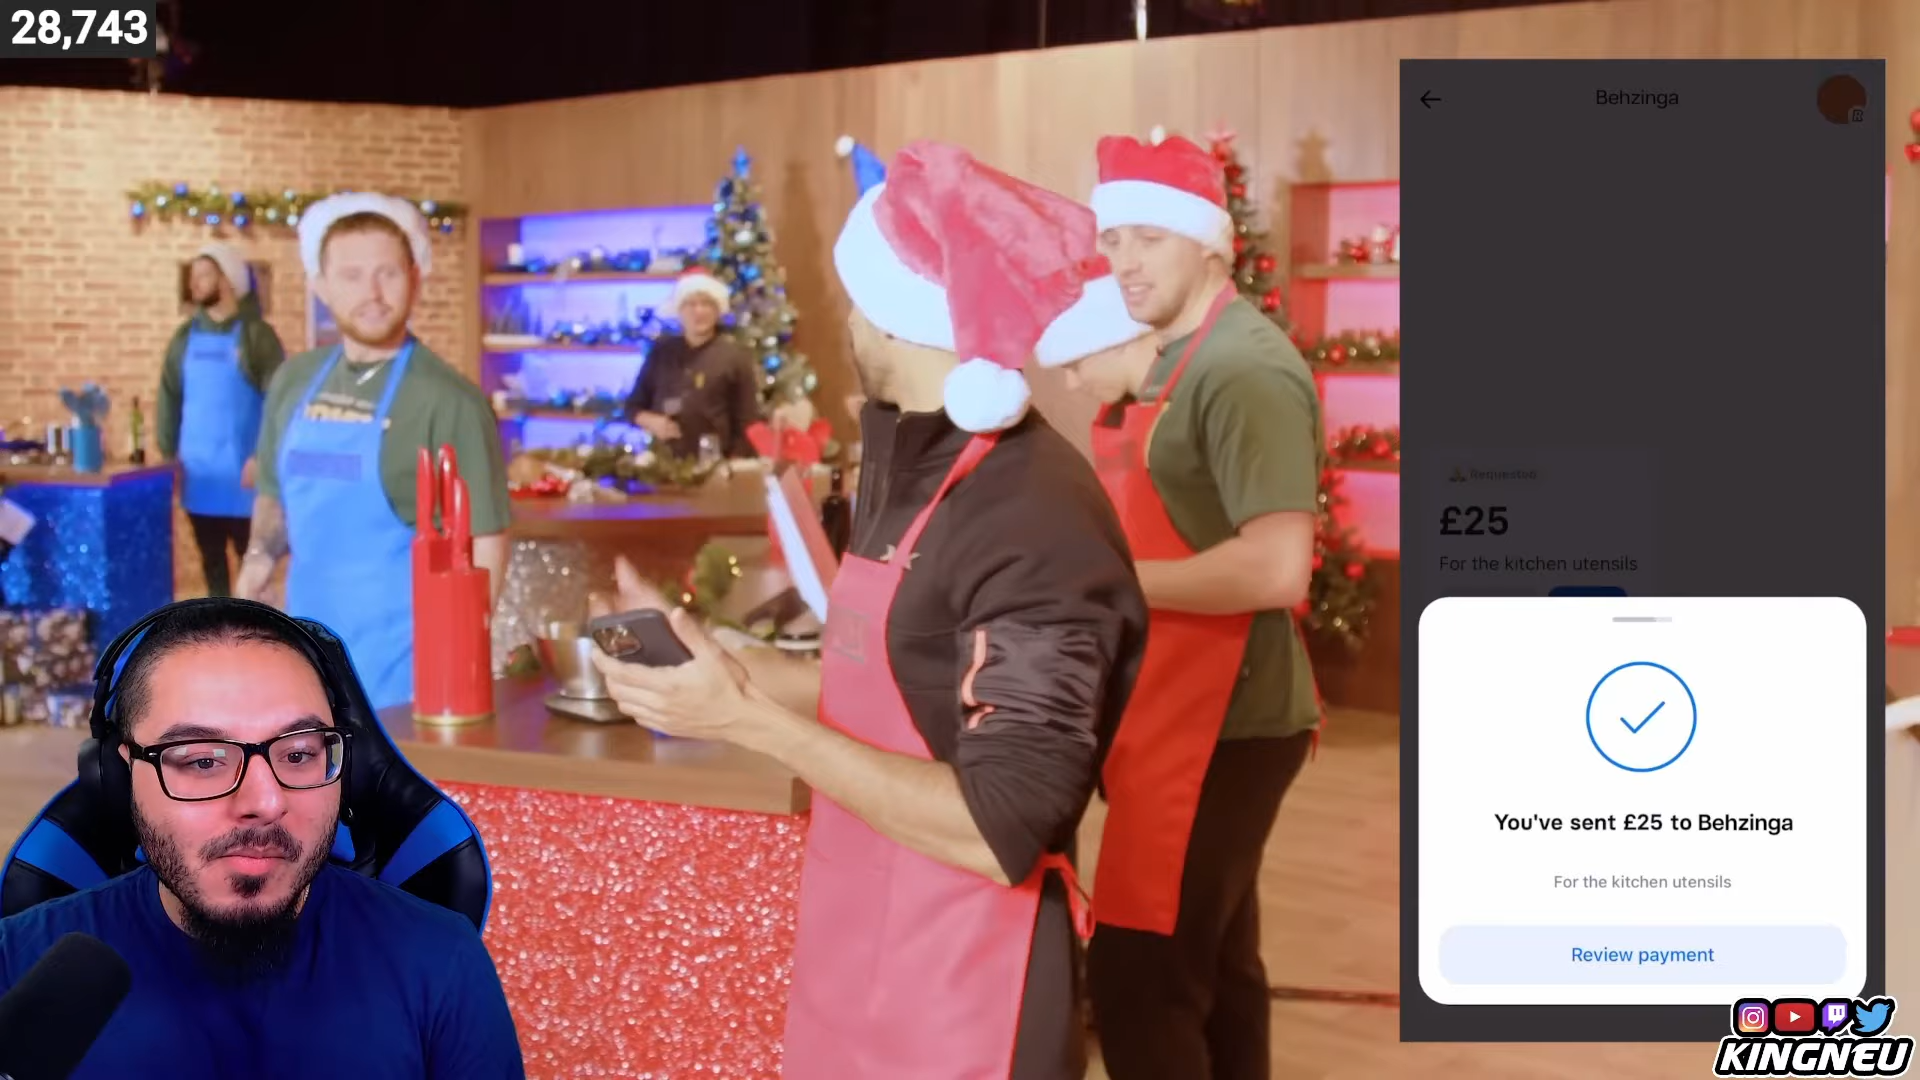 28,743
Behzinga
Requested
£25
For the kitchen utensils
You've sent £25 to Behzinga
For the kitchen utensils
Review payment
KINGNEU